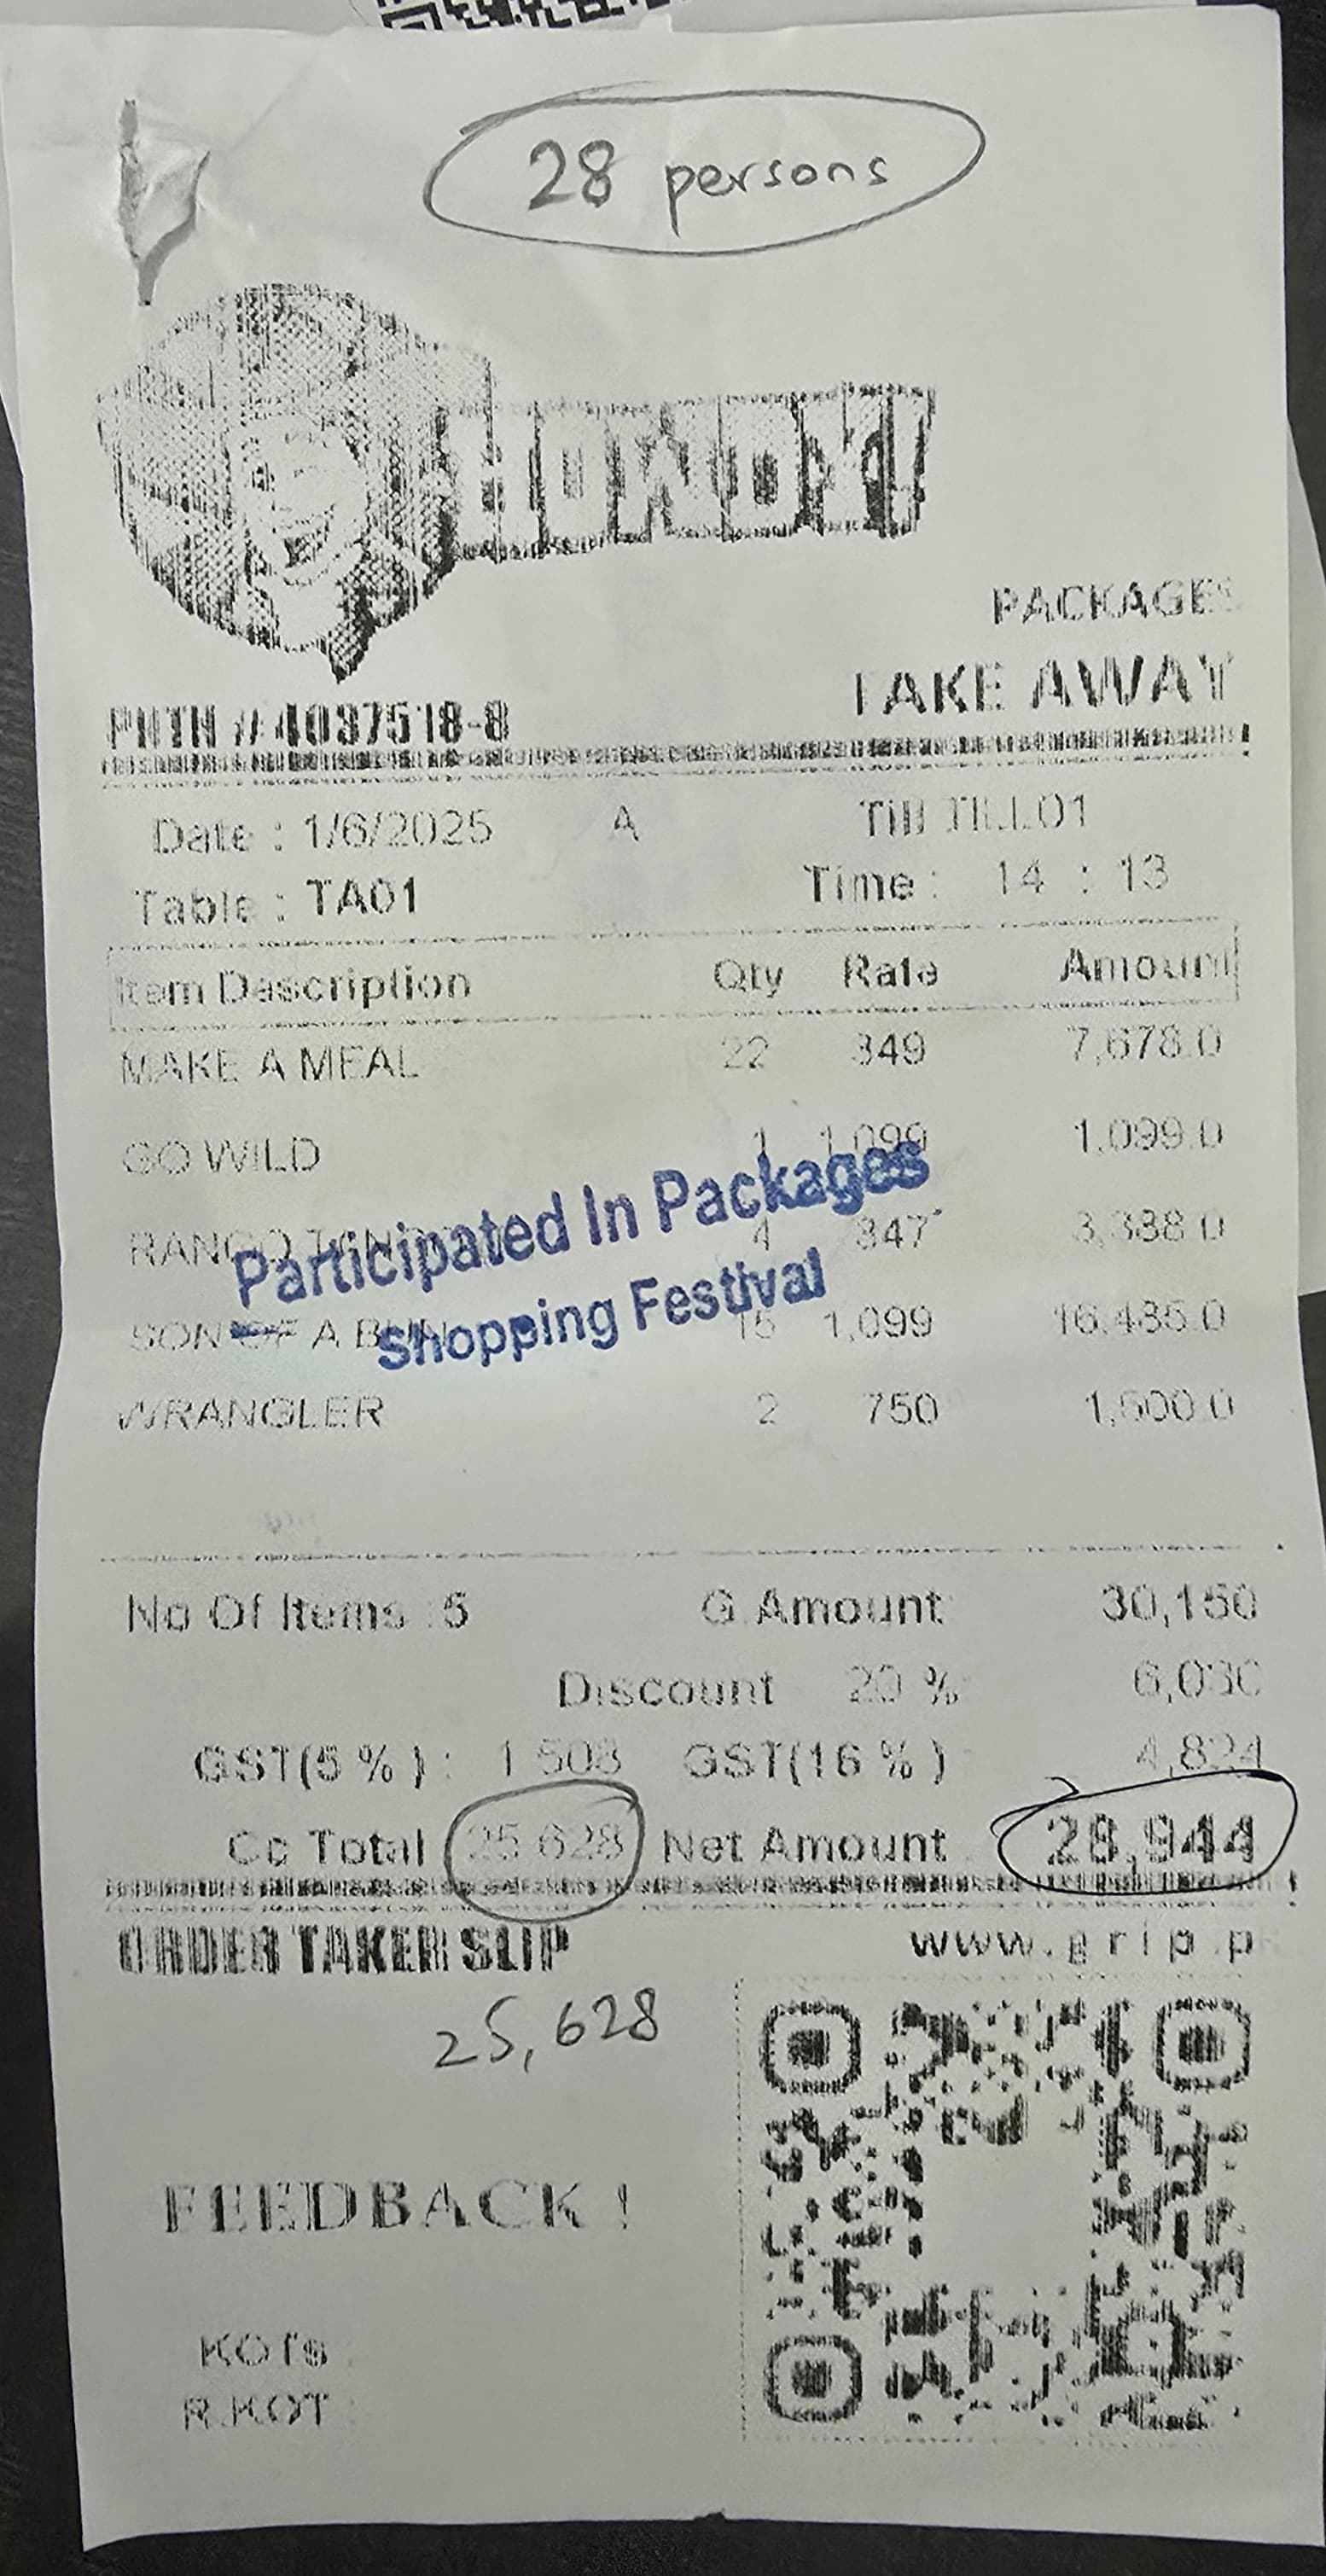 28 persons
HOWDY!
PACKAGES
TAKE AWAY
PNTN # 4037518-8
Date : 1/6/2025 A Till TILL01
Table : TA01 Time : 14 : 13
Item Description Qty Rate Amount
MAKE A MEAL 22 349 7,678.0
GO WILD 1 1,099 1,099.0
RANGO 4 847 3,388.0
SON OF A BUN 15 1,099 16,485.0
WRANGLER 2 750 1,500.0
Participated In Packages
Shopping Festival
No Of Items : 5 G.Amount 30,150
Discount 20 % 6,030
GST(5 %) : 1,508 GST(16 %) 4,824
Cc Total 25,628 Net Amount 28,944
ORDER TAKER SLIP www.grip.p
25,628
FEEDBACK !
KOTs
R.KOT